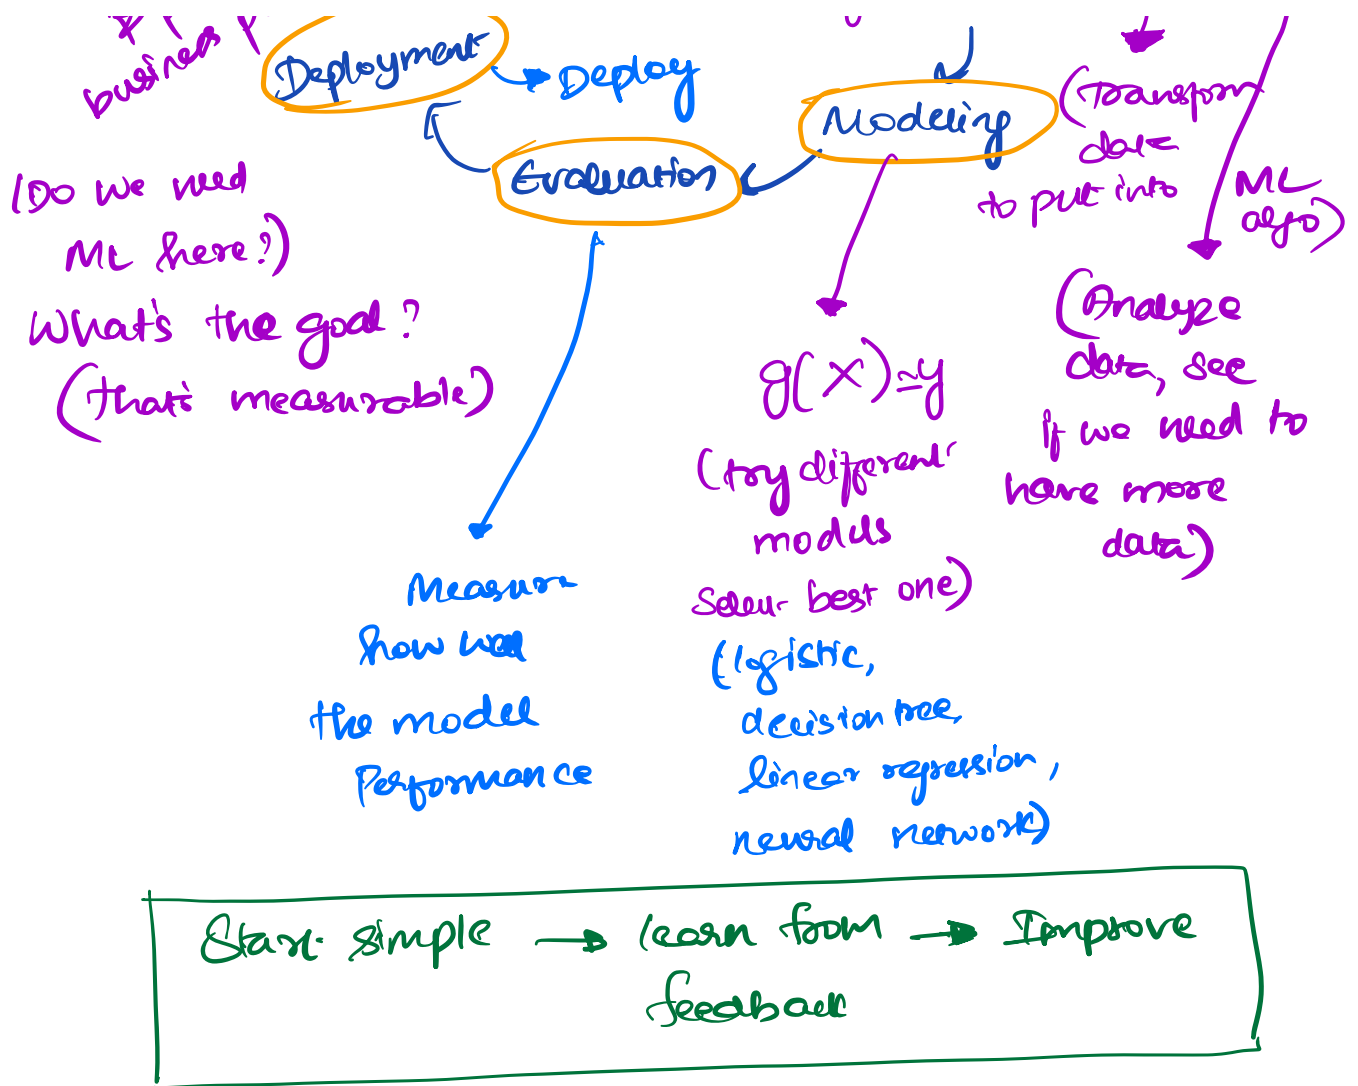 business
Deployment
Deploy
Evaluation
Modeling
(Transform
data
to put into
ML
algo)
(Do we need
ML here?)
What's the goal?
(that's measurable)
(Analyze
data, see
if we need to
have more
data)
g(X)≃y
(try different
models
Select best one)
(logistic,
decision tree,
linear regression,
neural network)
Measure
how well
the model
Performance
Start simple → learn from → Improve
feedback